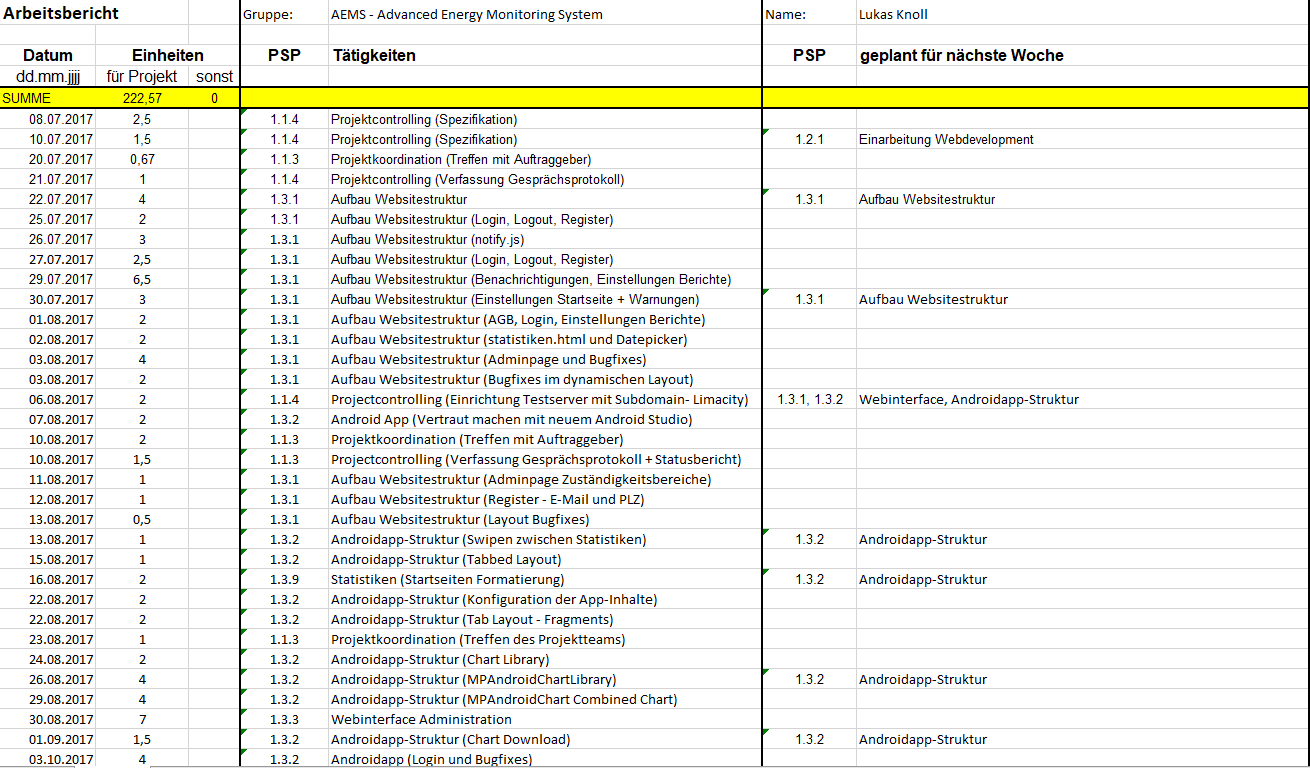 Arbeitsbericht Gruppe: AEMS - Advanced Energy Monitoring System Name: Lukas Knoll
Datum Einheiten PSP Tätigkeiten PSP geplant für nächste Woche
dd.mm.jjjj für Projekt sonst
SUMME 222,57 0
08.07.2017 2,5 1.1.4 Projektcontrolling (Spezifikation)
10.07.2017 1,5 1.1.4 Projektcontrolling (Spezifikation) 1.2.1 Einarbeitung Webdevelopment
20.07.2017 0,67 1.1.3 Projektkoordination (Treffen mit Auftraggeber)
21.07.2017 1 1.1.4 Projektcontrolling (Verfassung Gesprächsprotokoll)
22.07.2017 4 1.3.1 Aufbau Websitestruktur 1.3.1 Aufbau Websitestruktur
25.07.2017 2 1.3.1 Aufbau Websitestruktur (Login, Logout, Register)
26.07.2017 3 1.3.1 Aufbau Websitestruktur (notify.js)
27.07.2017 2,5 1.3.1 Aufbau Websitestruktur (Login, Logout, Register)
29.07.2017 6,5 1.3.1 Aufbau Websitestruktur (Benachrichtigungen, Einstellungen Berichte)
30.07.2017 3 1.3.1 Aufbau Websitestruktur (Einstellungen Startseite + Warnungen) 1.3.1 Aufbau Websitestruktur
01.08.2017 2 1.3.1 Aufbau Websitestruktur (AGB, Login, Einstellungen Berichte)
02.08.2017 2 1.3.1 Aufbau Websitestruktur (statistiken.html und Datepicker)
03.08.2017 4 1.3.1 Aufbau Websitestruktur (Adminpage und Bugfixes)
03.08.2017 2 1.3.1 Aufbau Websitestruktur (Bugfixes im dynamischen Layout)
06.08.2017 2 1.1.4 Projectcontrolling (Einrichtung Testserver mit Subdomain- Limacity) 1.3.1, 1.3.2 Webinterface, Androidapp-Struktur
07.08.2017 2 1.3.2 Android App (Vertraut machen mit neuem Android Studio)
10.08.2017 2 1.1.3 Projektkoordination (Treffen mit Auftraggeber)
10.08.2017 1,5 1.1.3 Projectcontrolling (Verfassung Gesprächsprotokoll + Statusbericht)
11.08.2017 1 1.3.1 Aufbau Websitestruktur (Adminpage Zuständigkeitsbereiche)
12.08.2017 1 1.3.1 Aufbau Websitestruktur (Register - E-Mail und PLZ)
13.08.2017 0,5 1.3.1 Aufbau Websitestruktur (Layout Bugfixes)
13.08.2017 1 1.3.2 Androidapp-Struktur (Swipen zwischen Statistiken) 1.3.2 Androidapp-Struktur
15.08.2017 1 1.3.2 Androidapp-Struktur (Tabbed Layout)
16.08.2017 2 1.3.9 Statistiken (Startseiten Formatierung) 1.3.2 Androidapp-Struktur
22.08.2017 2 1.3.2 Androidapp-Struktur (Konfiguration der App-Inhalte)
22.08.2017 2 1.3.2 Androidapp-Struktur (Tab Layout - Fragments)
23.08.2017 1 1.1.3 Projektkoordination (Treffen des Projektteams)
24.08.2017 2 1.3.2 Androidapp-Struktur (Chart Library)
26.08.2017 4 1.3.2 Androidapp-Struktur (MPAndroidChartLibrary) 1.3.2 Androidapp-Struktur
29.08.2017 4 1.3.2 Androidapp-Struktur (MPAndroidChart Combined Chart)
30.08.2017 7 1.3.3 Webinterface Administration
01.09.2017 1,5 1.3.2 Androidapp-Struktur (Chart Download) 1.3.2 Androidapp-Struktur
03.10.2017 4 1.3.2 Androidapp (Login und Bugfixes)